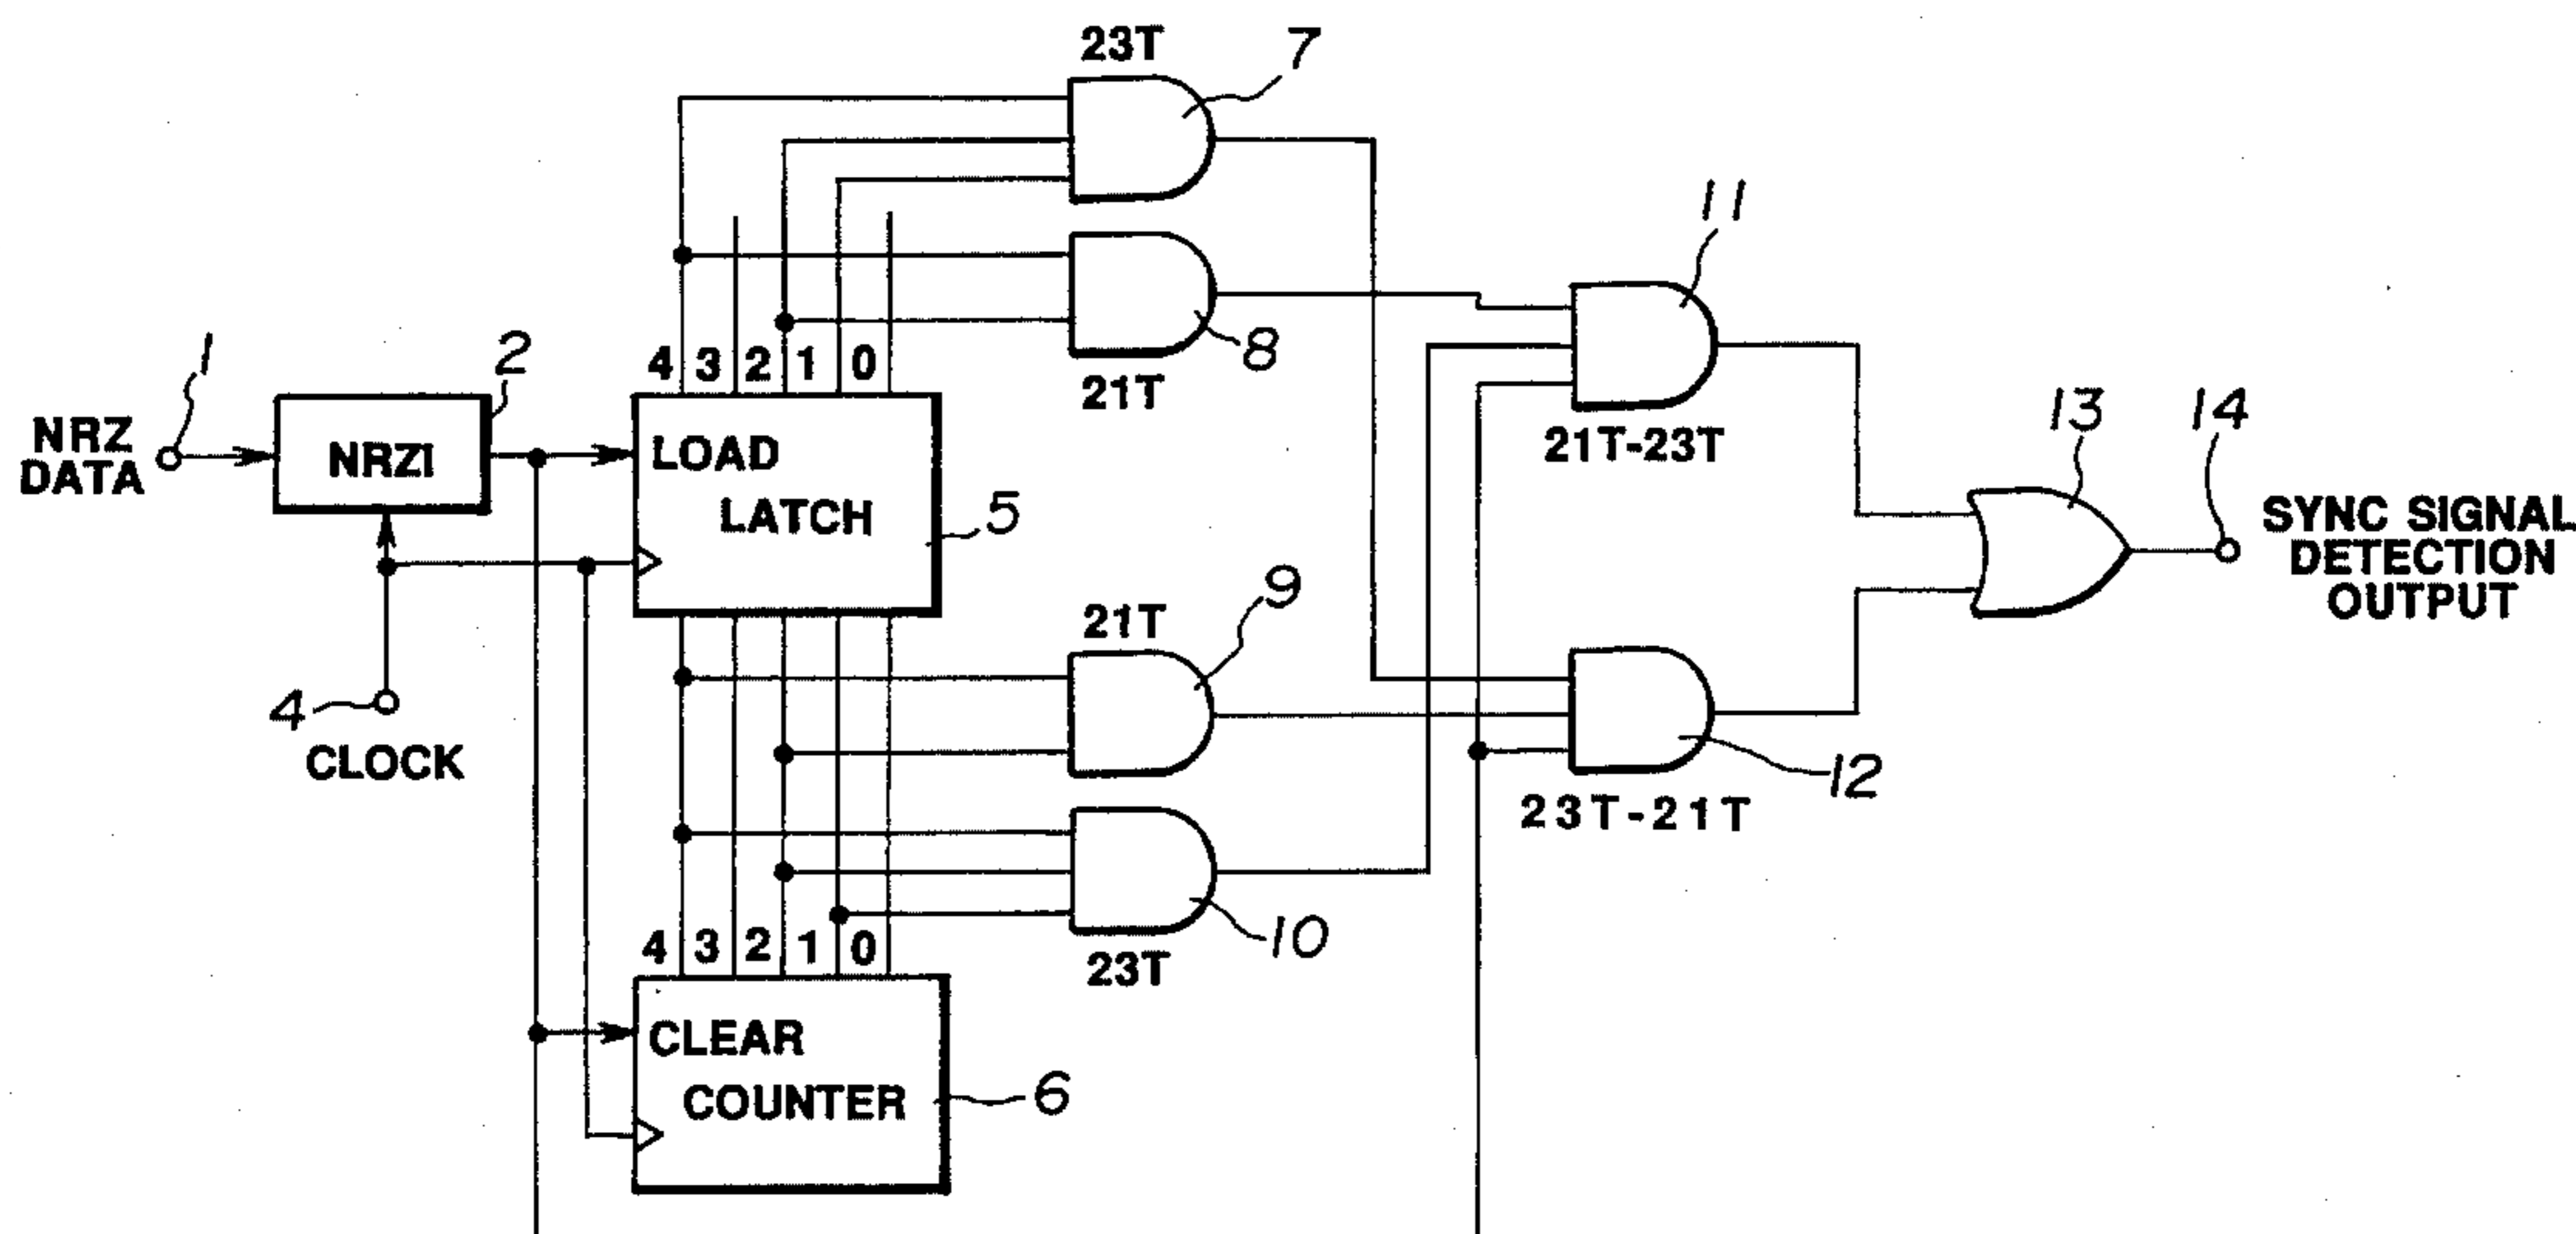 23T
7
21T
8
4 3 2 1 0
11
21T-23T
1
NRZ
DATA
2
NRZI
LOAD
LATCH
5
4
CLOCK
13
14
SYNC SIGNAL
DETECTION
OUTPUT
21T
9
12
23T-21T
10
23T
4 3 2 1 0
CLEAR
COUNTER
6